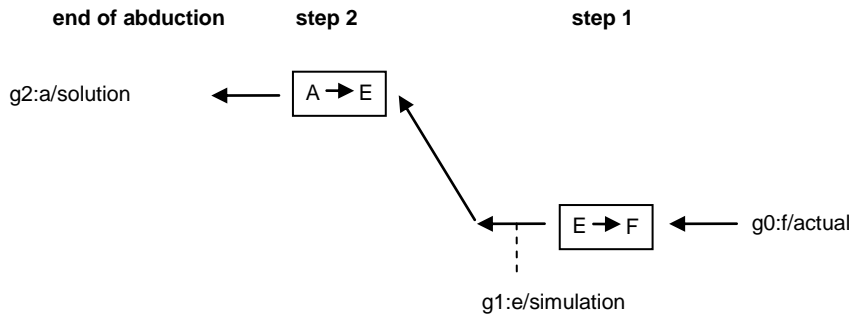 end of abduction step 2 step 1
g2:a/solution A E
E F g0:f/actual
g1:e/simulation